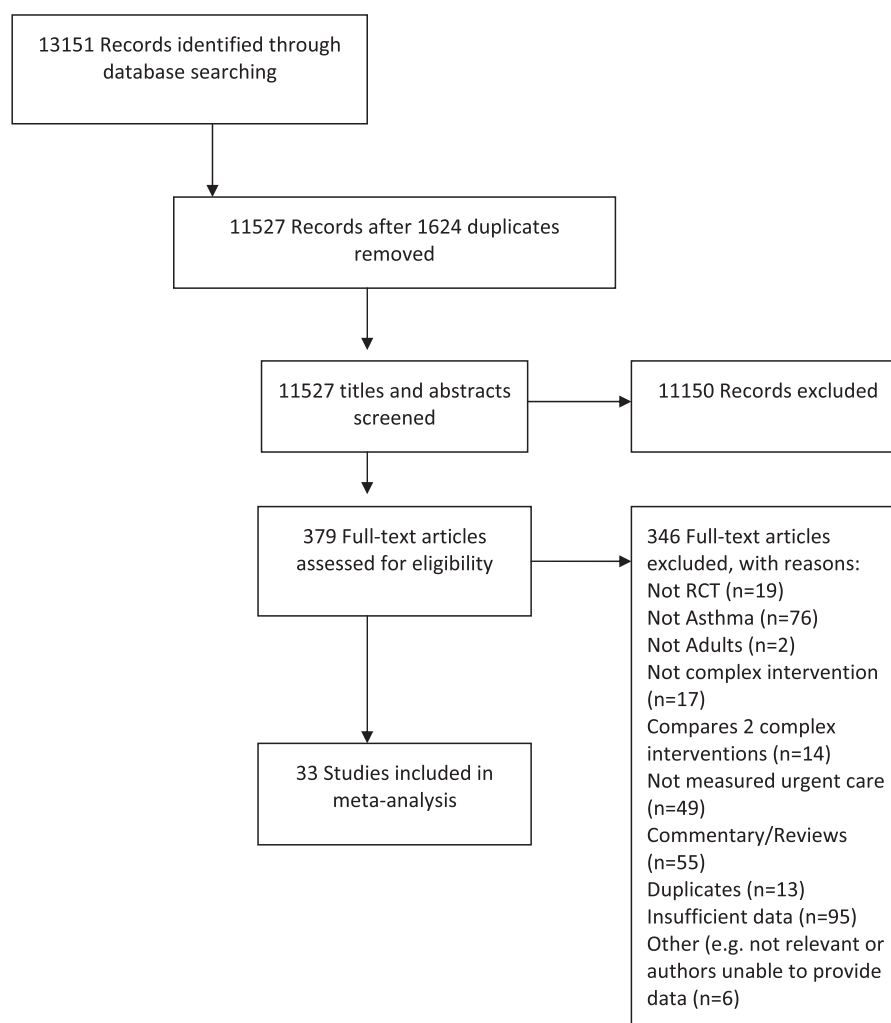 13151 Records identified through
database searching
11527 Records after 1624 duplicates
removed
11527 titles and abstracts
screened
11150 Records excluded
379 Full-text articles
assessed for eligibility
346 Full-text articles
excluded, with reasons:
Not RCT (n=19)
Not Asthma (n=76)
Not Adults (n=2)
Not complex intervention
(n=17)
Compares 2 complex
interventions (n=14)
Not measured urgent care
(n=49)
Commentary/Reviews
(n=55)
Duplicates (n=13)
Insufficient data (n=95)
Other (e.g. not relevant or
authors unable to provide
data (n=6)
33 Studies included in
meta-analysis